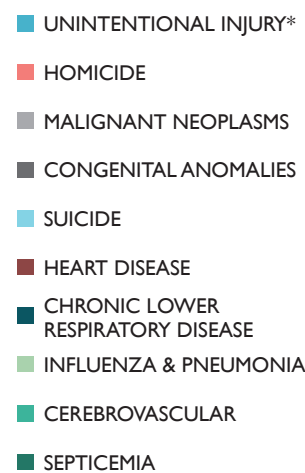 UNINTENTIONAL INJURY*
HOMICIDE
MALIGNANT NEOPLASMS
CONGENITAL ANOMALIES
SUICIDE
HEART DISEASE
CHRONIC LOWER
RESPIRATORY DISEASE
INFLUENZA & PNEUMONIA
CEREBROVASCULAR
SEPTICEMIA